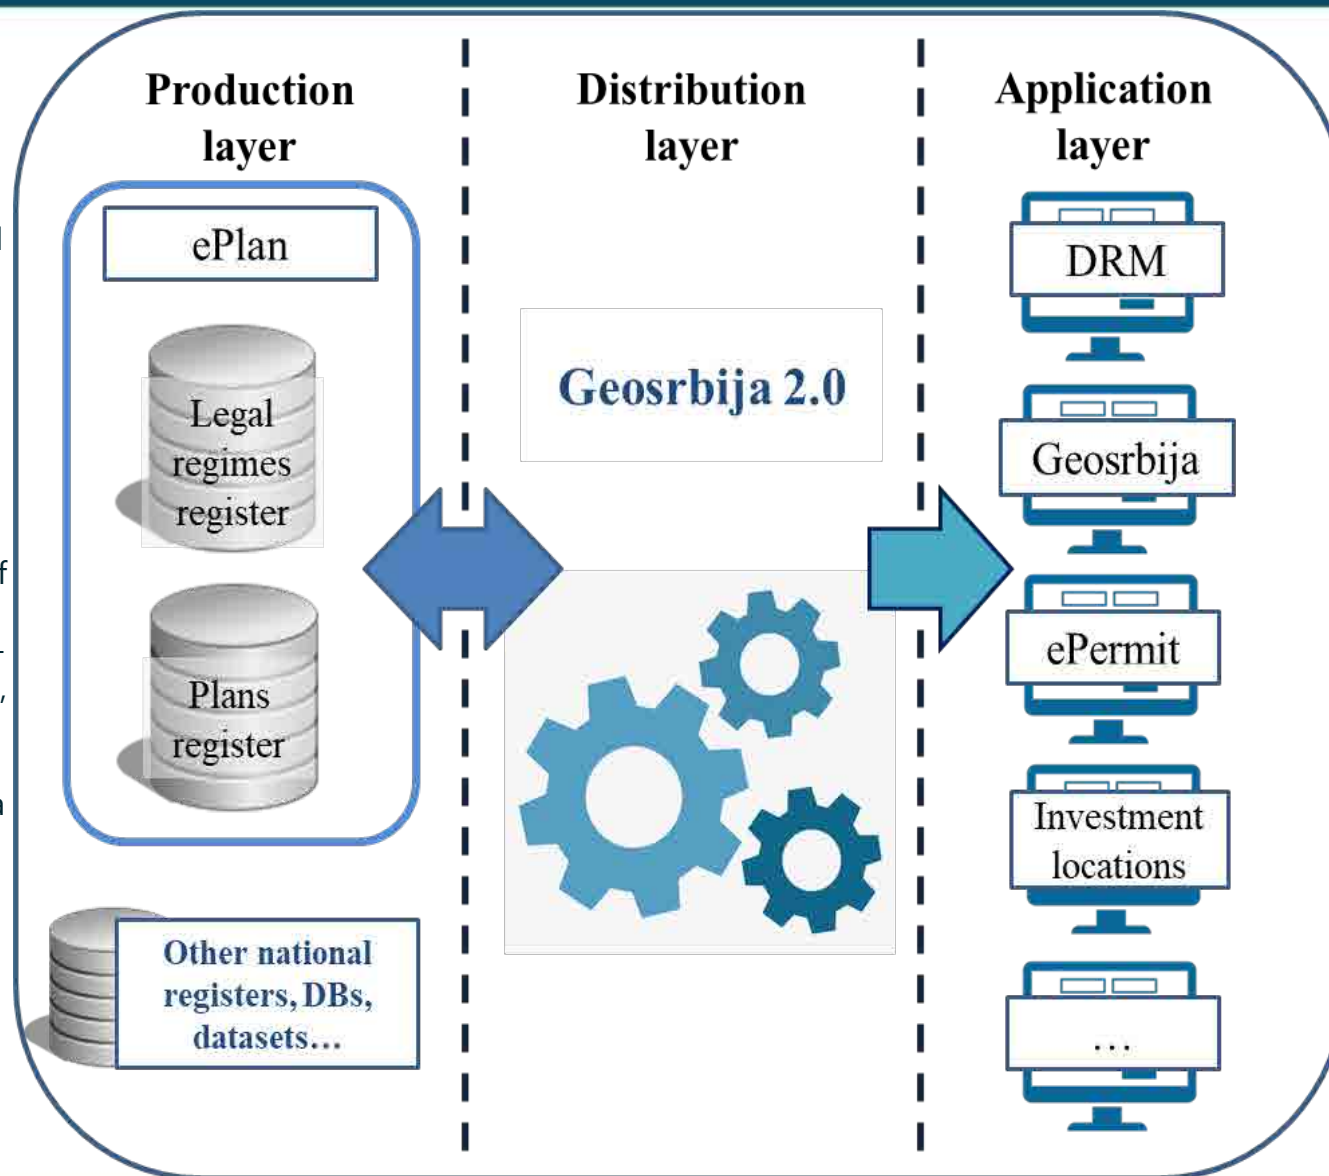 Production
layer
ePlan
Legal
regimes
register
Plans
register
Other national
registers, DBs,
datasets…
Distribution
layer
Geosrbija 2.0
Application
layer
DRM
Geosrbija
ePermit
Investment
locations
…